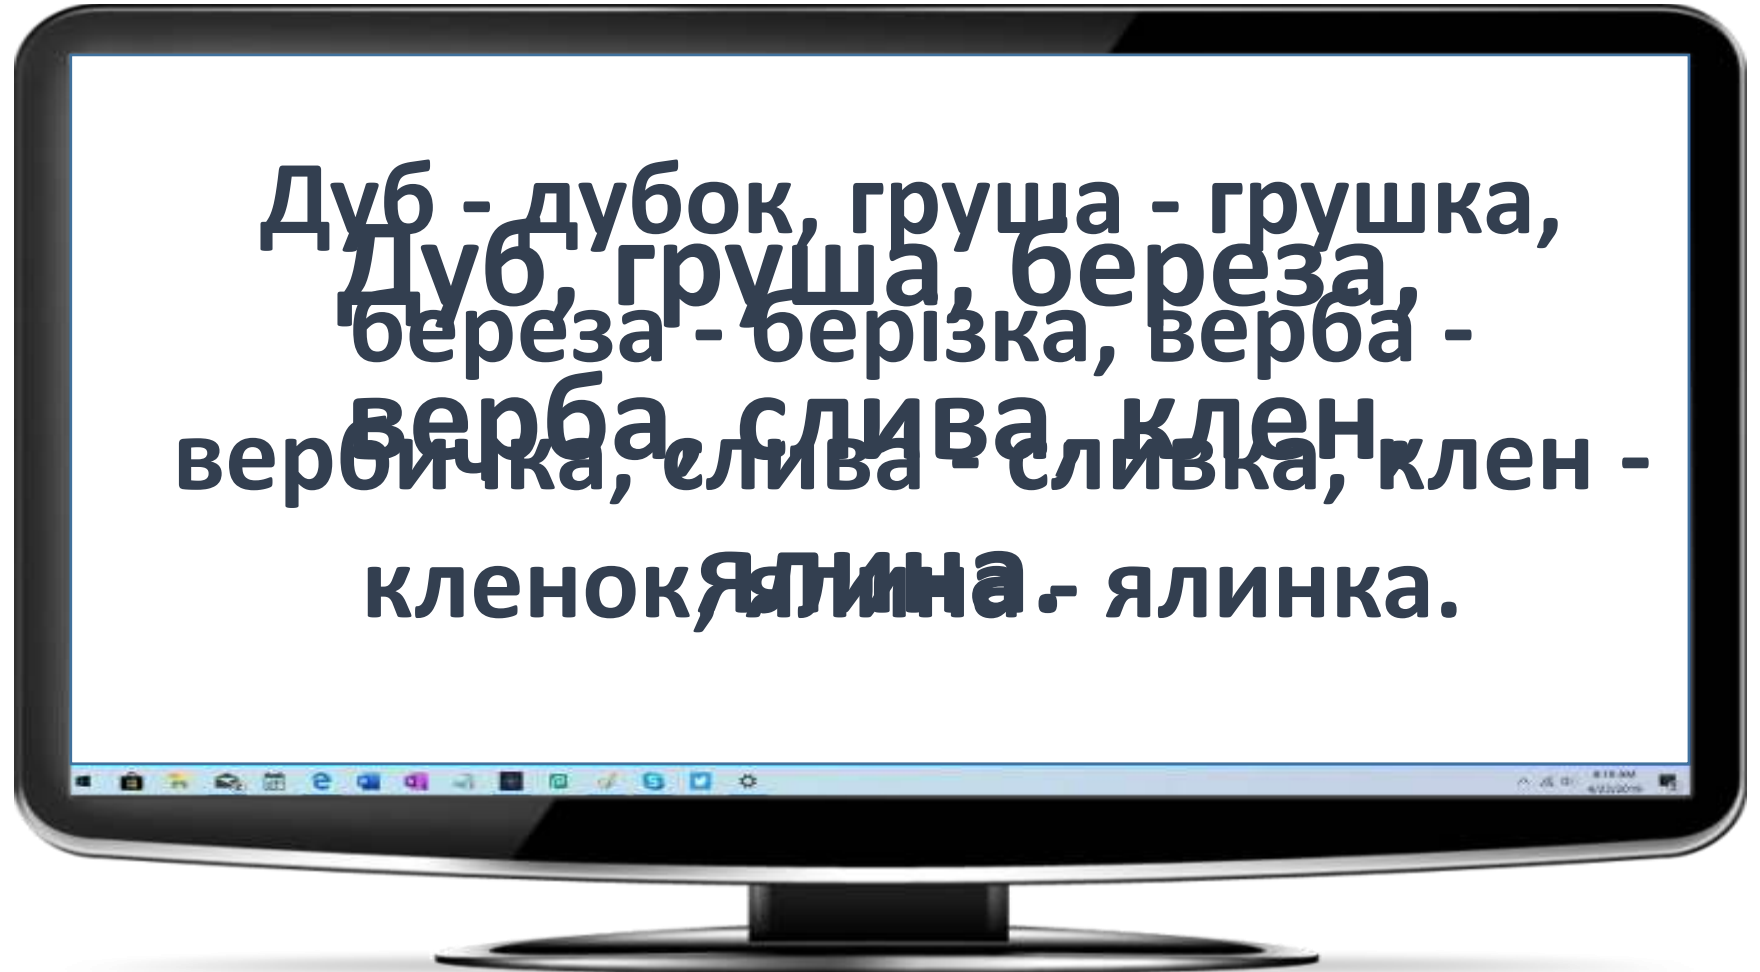 Дуб - дубок, груша - грушка,
береза - берізка, верба -
вербичка, слива - сливка, клен -
кленок, ялина - ялинка.
Дуб, груша, береза,
верба, слива, клен,
ялина.